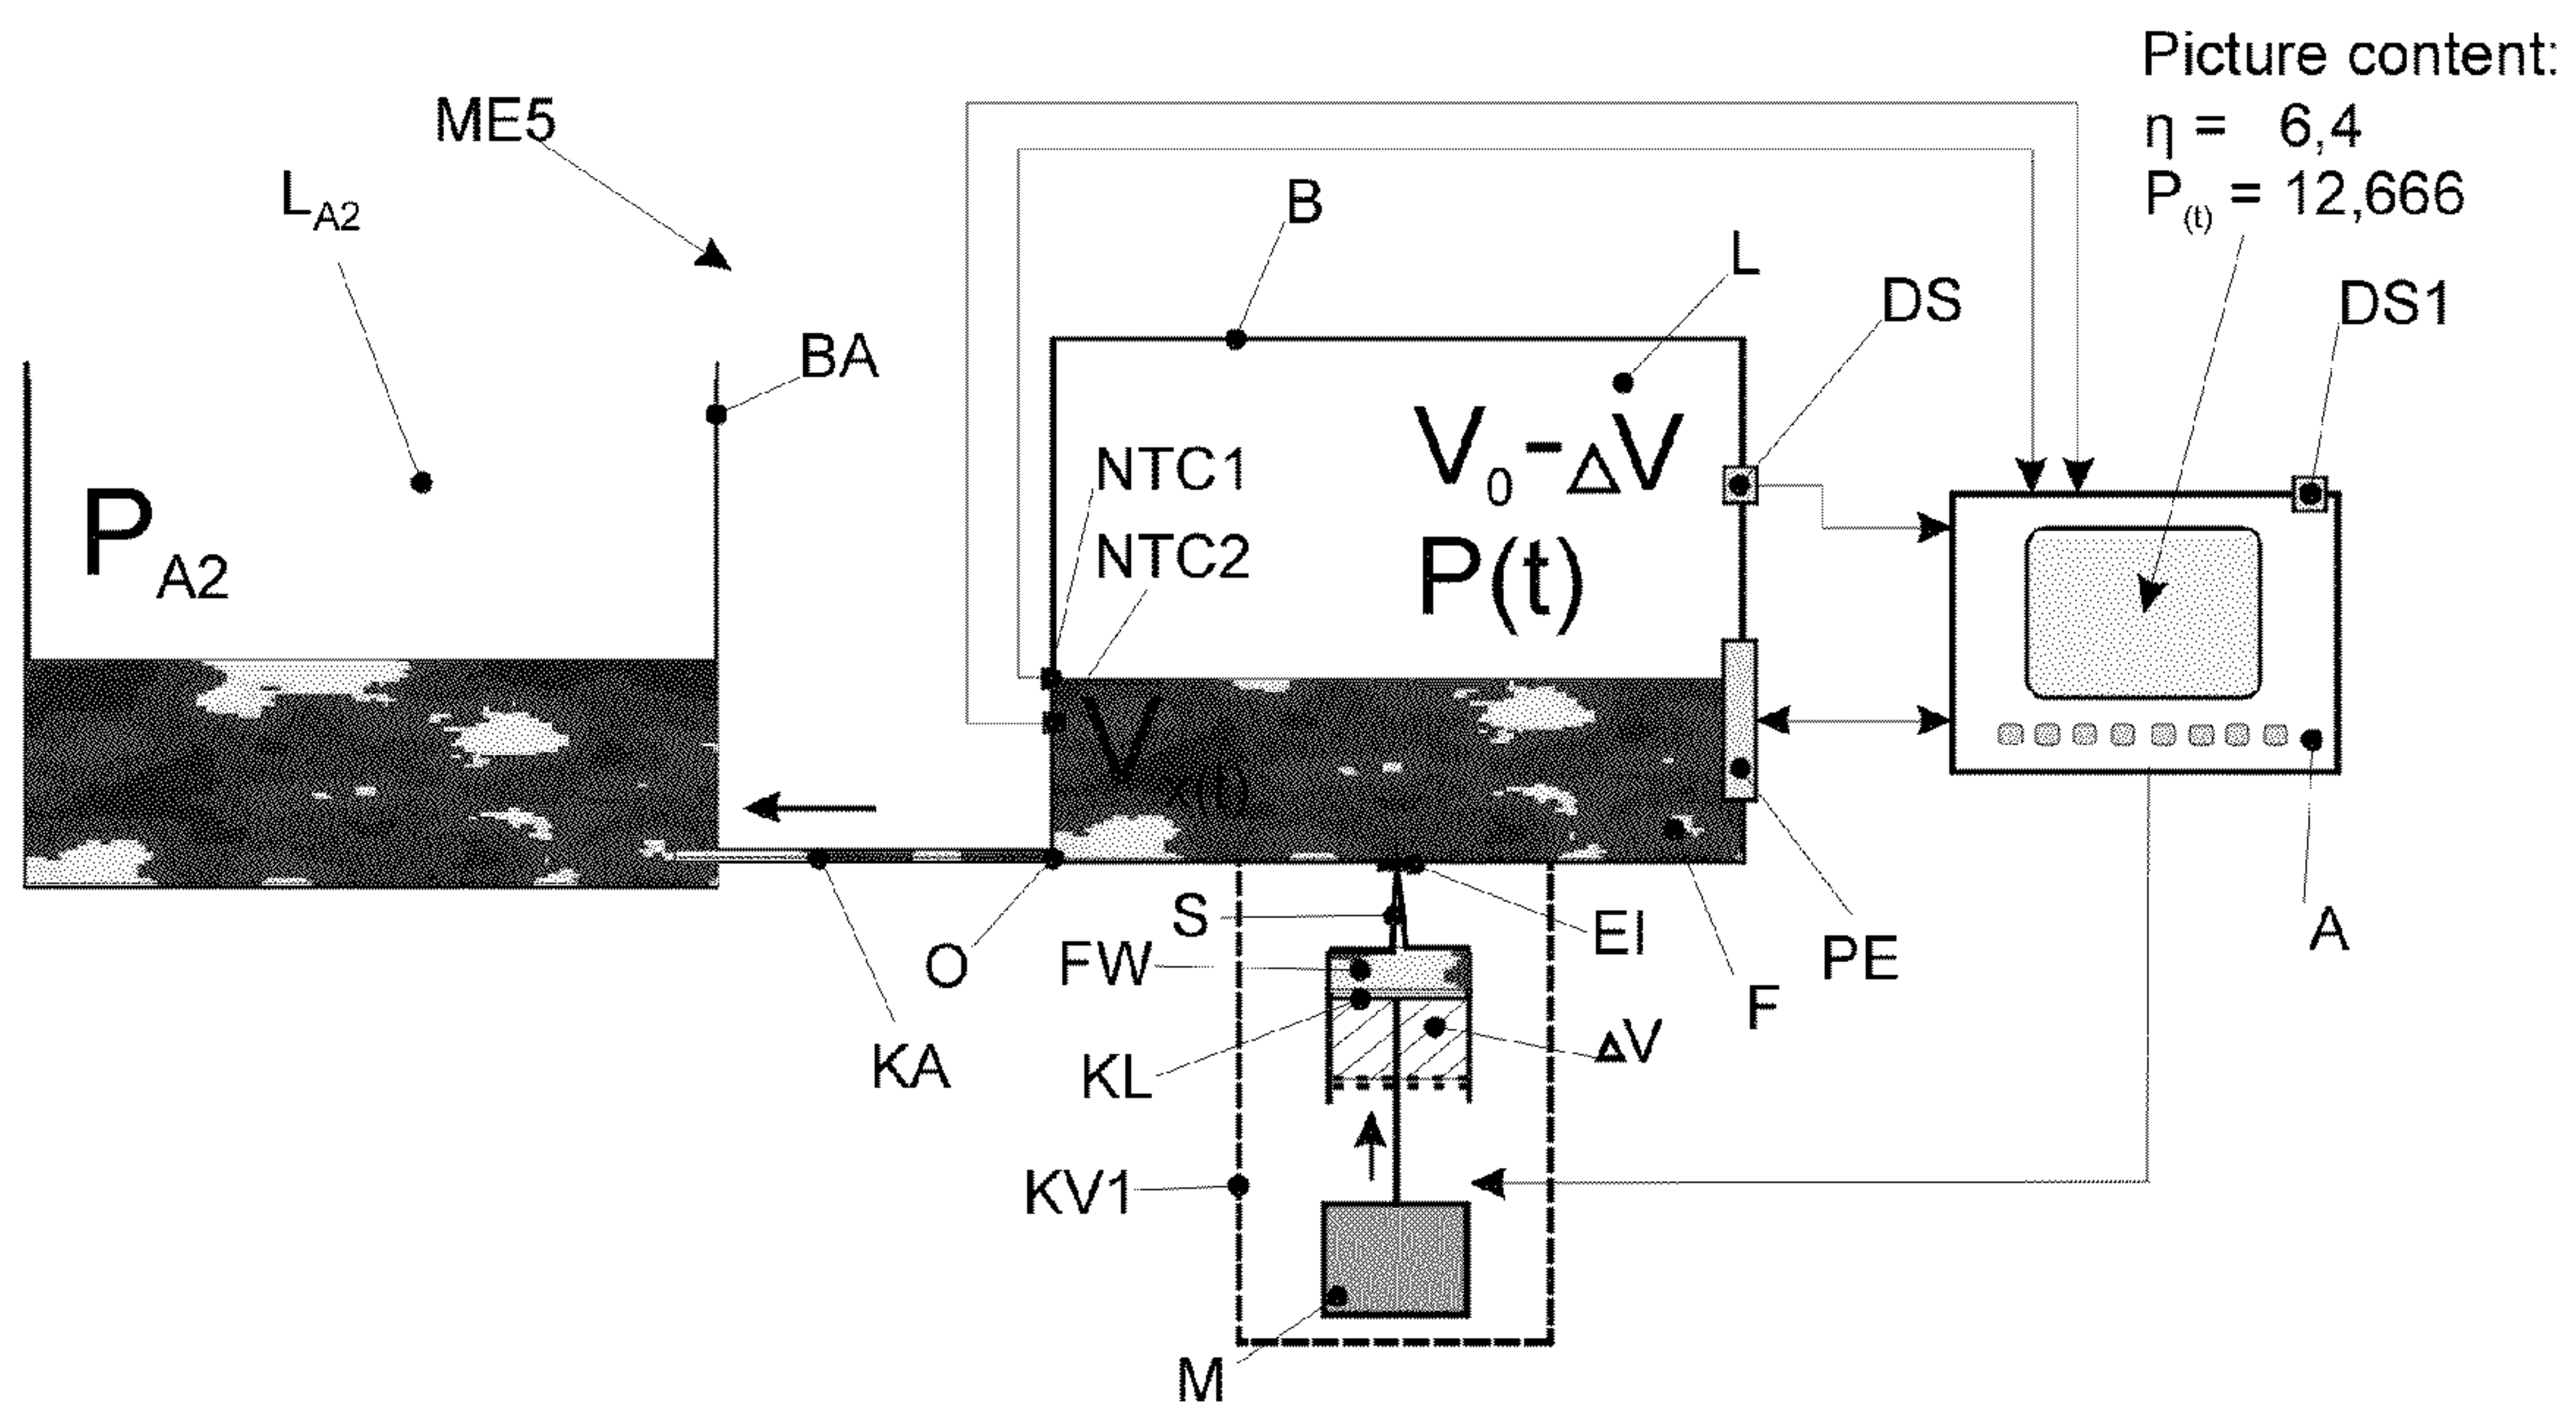 Picture content:
η = 6,4
P(t) = 12,666
ME5
LA2
B
L
DS
DS1
BA
V0-ΔV
NTC1
PA2
NTC2
P(t)
Vx(t)
S
EI
FW
O
PE
A
F
KA
KL
ΔV
KV1
M